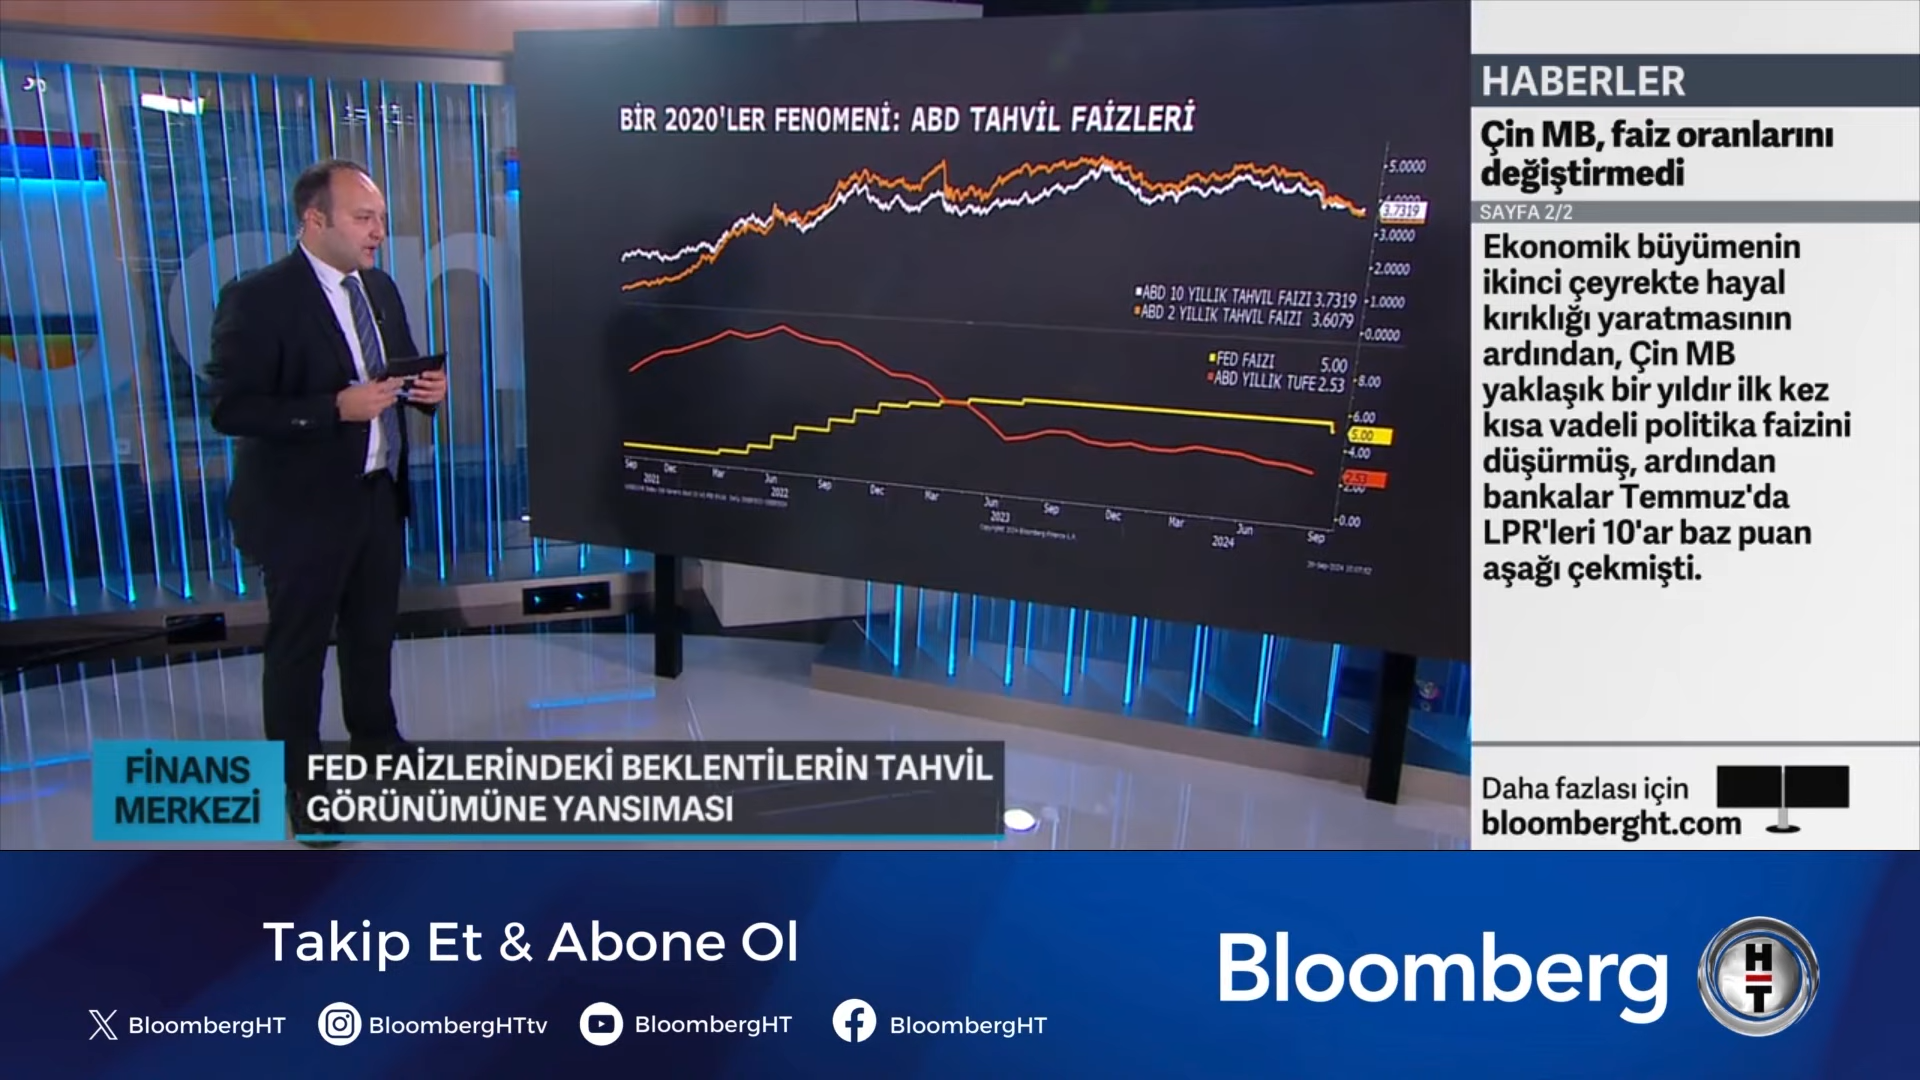 BİR 2020'LER FENOMENİ: ABD TAHVİL FAİZLERİ
5.0000
3.7319
3.0000
2.0000
1.0000
0.0000
ABD 10 YILLIK TAHVİL FAIZI 3.7319
ABD 2 YILLIK TAHVİL FAIZI 3.6079
FED FAIZI 5.00
ABD YILLIK TUFE 2.53
8.00
6.00
5.00
4.00
2.53
2.00
0.00
Sep Dec Mar Jun Sep Dec Mar Jun Sep Dec Mar Jun Sep
2021 2022 2023 2024
HABERLER
Çin MB, faiz oranlarını
değiştirmedi
SAYFA 2/2
Ekonomik büyümenin
ikinci çeyrekte hayal
kırıklığı yaratmasının
ardından, Çin MB
yaklaşık bir yıldır ilk kez
kısa vadeli politika faizini
düşürmüş, ardından
bankalar Temmuz'da
LPR'leri 10'ar baz puan
aşağı çekmişti.
Daha fazlası için
bloomberght.com
FİNANS
MERKEZİ
FED FAİZLERİNDEKİ BEKLENTİLERİN TAHVİL
GÖRÜNÜMÜNE YANSIMASI
Takip Et & Abone Ol
BloombergHT BloombergHTtv BloombergHT BloombergHT
Bloomberg HT